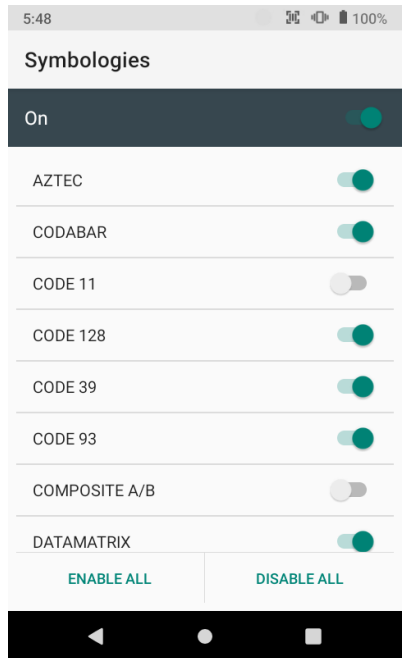 5:48 100%
Symbologies
On
AZTEC
CODABAR
CODE 11
CODE 128
CODE 39
CODE 93
COMPOSITE A/B
DATAMATRIX
ENABLE ALL DISABLE ALL